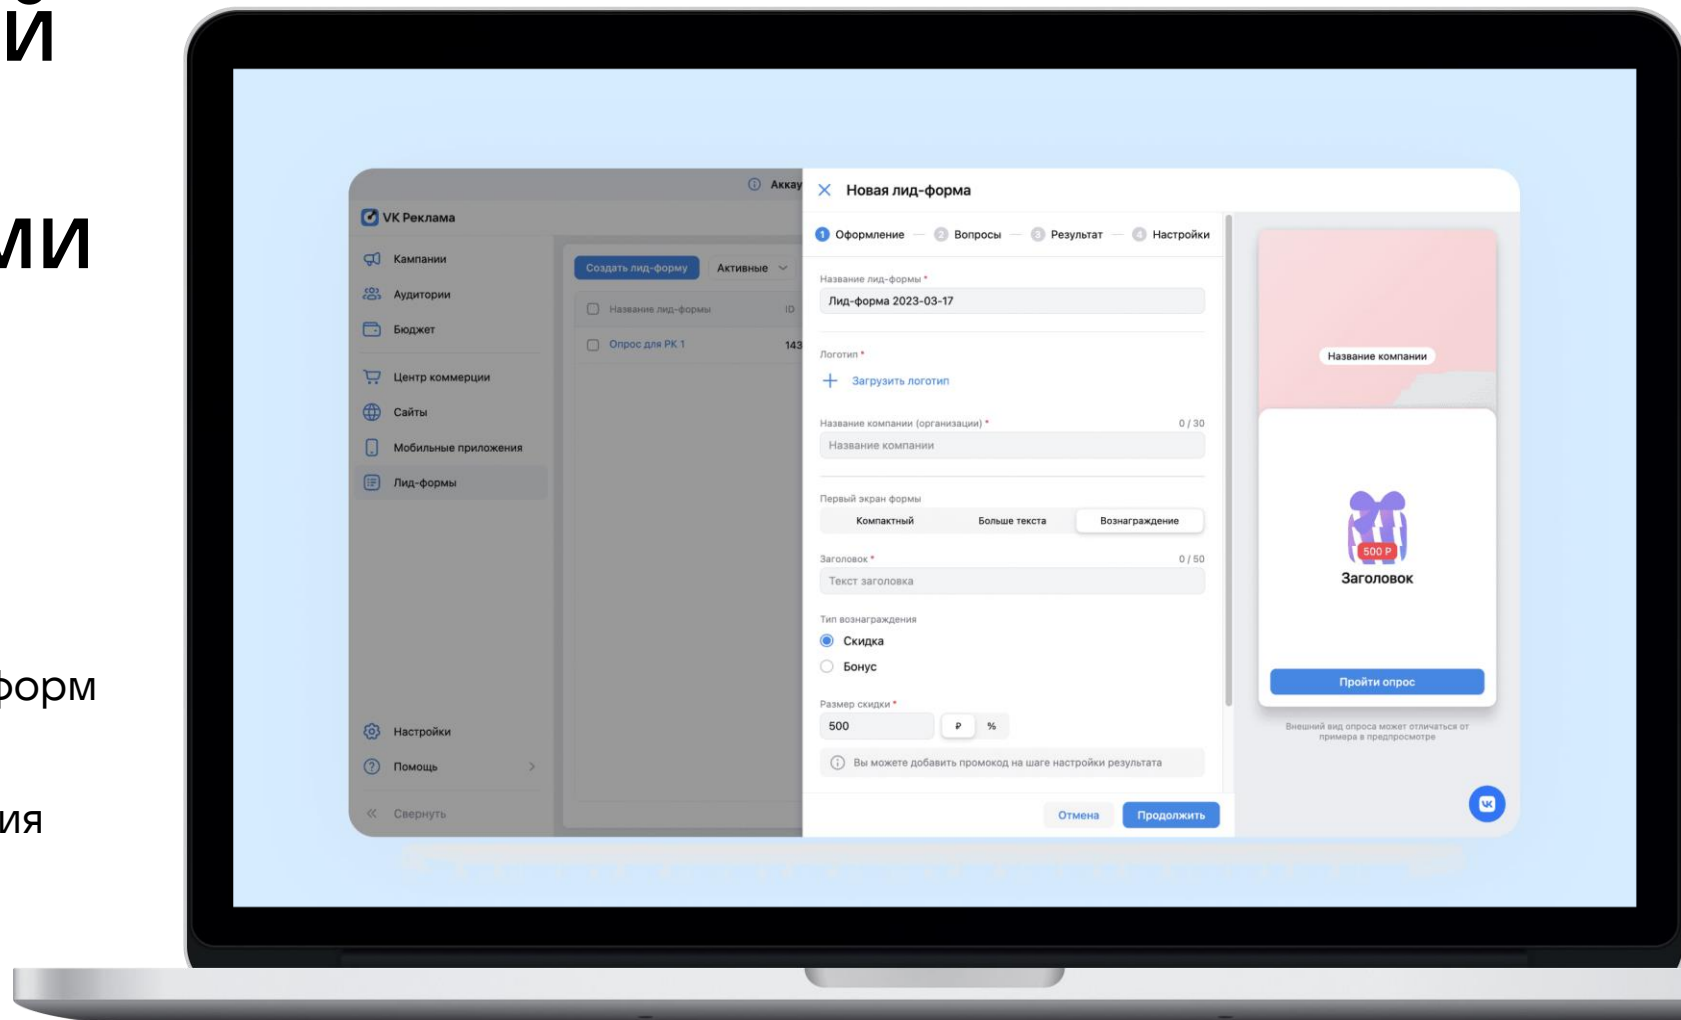 й
ми
форм
ия
Аккау
VK Реклама
Кампании
Аудитории
Бюджет
Центр коммерции
Сайты
Мобильные приложения
Лид-формы
Настройки
Помощь
Свернуть
Создать лид-форму
Активные
Название лид-формы
ID
Опрос для РК 1
143
Новая лид-форма
1 Оформление — 2 Вопросы — 3 Результат — 4 Настройки
Название лид-формы *
Лид-форма 2023-03-17
Логотип *
Загрузить логотип
Название компании (организации) *
0 / 30
Название компании
Первый экран формы
Компактный
Больше текста
Вознаграждение
Заголовок *
0 / 50
Текст заголовка
Тип вознаграждения
Скидка
Бонус
Размер скидки *
500
₽
%
Вы можете добавить промокод на шаге настройки результата
Отмена
Продолжить
Название компании
500 Р
Заголовок
Пройти опрос
Внешний вид опроса может отличаться от
примера в предпросмотре